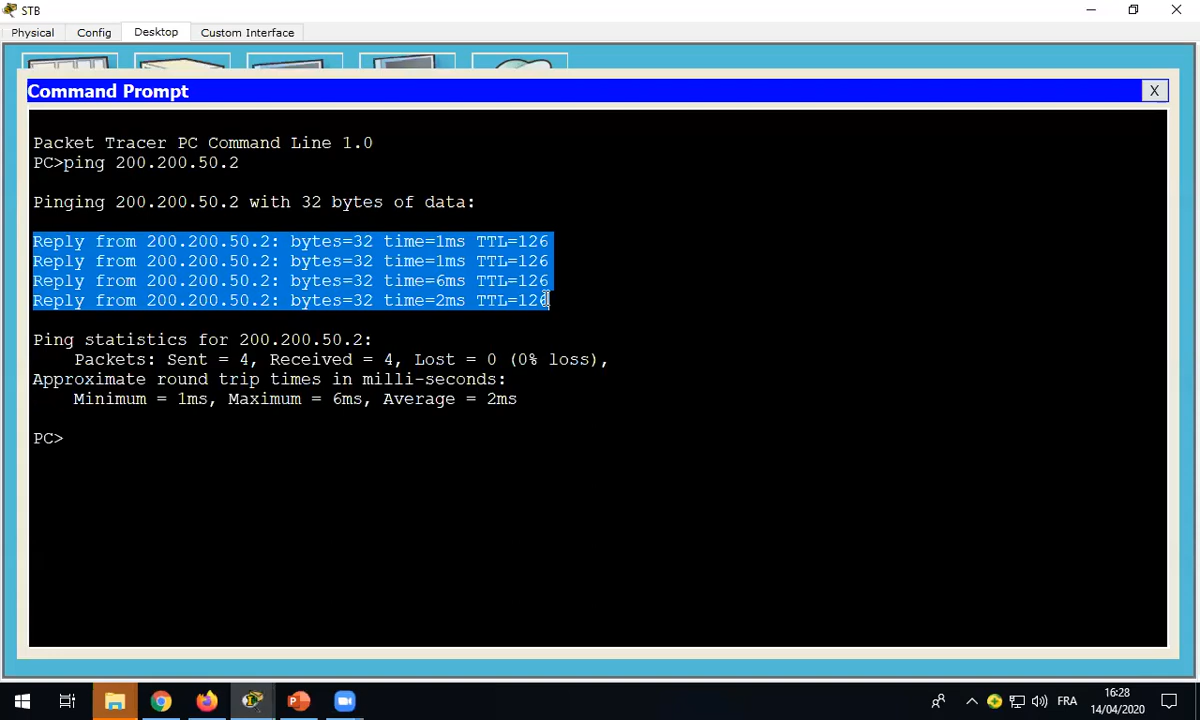 STB
Physical Config Desktop Custom Interface
Command Prompt
X
Packet Tracer PC Command Line 1.0
PC>ping 200.200.50.2
Pinging 200.200.50.2 with 32 bytes of data:
Reply from 200.200.50.2: bytes=32 time=1ms TTL=126
Reply from 200.200.50.2: bytes=32 time=1ms TTL=126
Reply from 200.200.50.2: bytes=32 time=6ms TTL=126
Reply from 200.200.50.2: bytes=32 time=2ms TTL=126
Ping statistics for 200.200.50.2:
Packets: Sent = 4, Received = 4, Lost = 0 (0% loss),
Approximate round trip times in milli-seconds:
Minimum = 1ms, Maximum = 6ms, Average = 2ms
PC>
FRA
16:28
14/04/2020